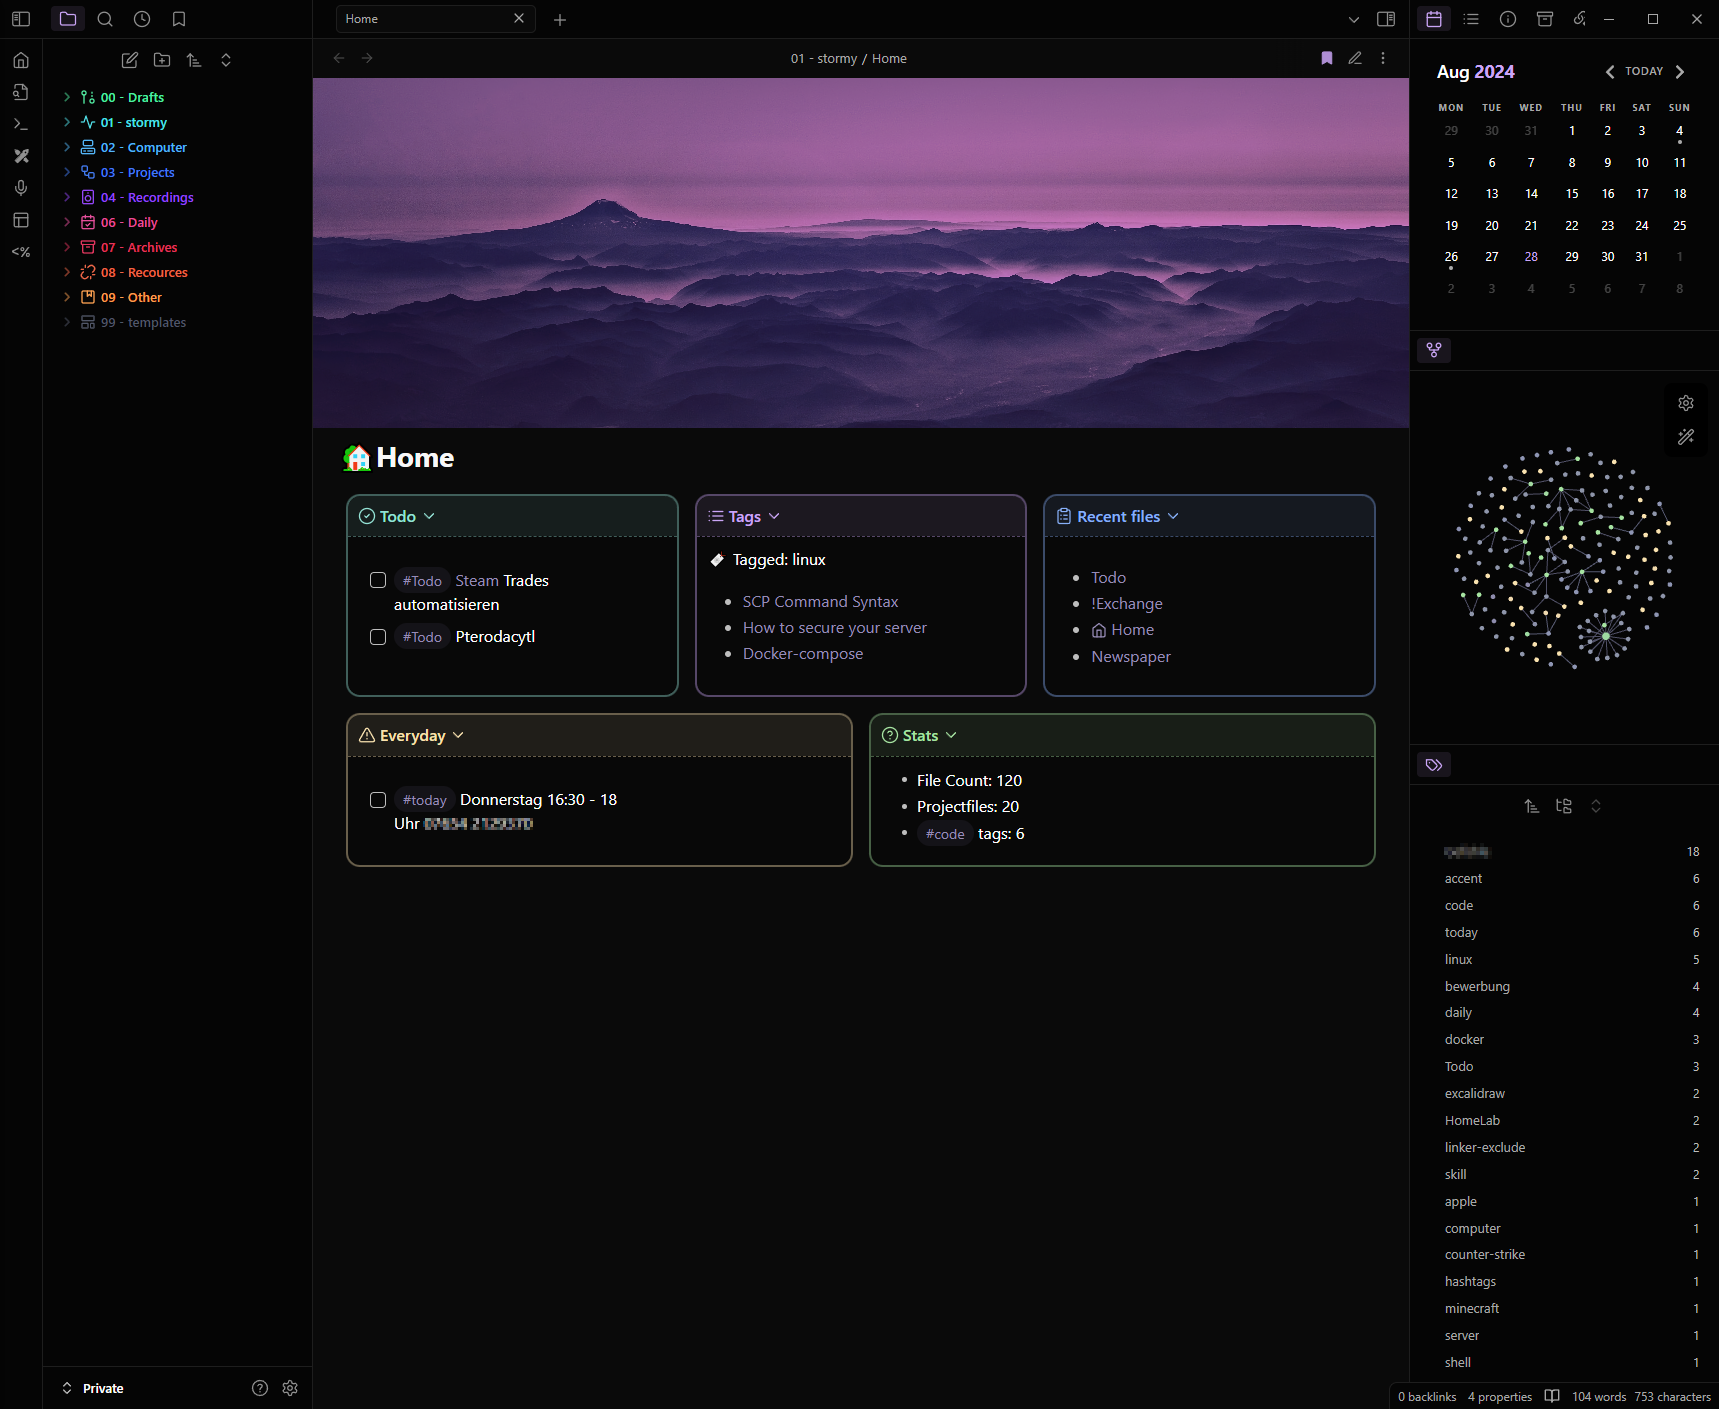 Home
01 - stormy / Home
00 - Drafts
01 - stormy
02 - Computer
03 - Projects
04 - Recordings
06 - Daily
07 - Archives
08 - Recources
09 - Other
99 - templates
<%
Private
Home
Todo
#Todo Steam Trades
automatisieren
#Todo Pterodacytl
Tags
Tagged: linux
SCP Command Syntax
How to secure your server
Docker-compose
Recent files
Todo
!Exchange
Home
Newspaper
Everyday
#today Donnerstag 16:30 - 18
Uhr
Stats
File Count: 120
Projectfiles: 20
#code tags: 6
Aug 2024 TODAY
MON TUE WED THU FRI SAT SUN
29 30 31 1 2 3 4
5 6 7 8 9 10 11
12 13 14 15 16 17 18
19 20 21 22 23 24 25
26 27 28 29 30 31 1
2 3 4 5 6 7 8
18
accent 6
code 6
today 6
linux 5
bewerbung 4
daily 4
docker 3
Todo 3
excalidraw 2
HomeLab 2
linker-exclude 2
skill 2
apple 1
computer 1
counter-strike 1
hashtags 1
minecraft 1
server 1
shell 1
0 backlinks 4 properties 104 words 753 characters